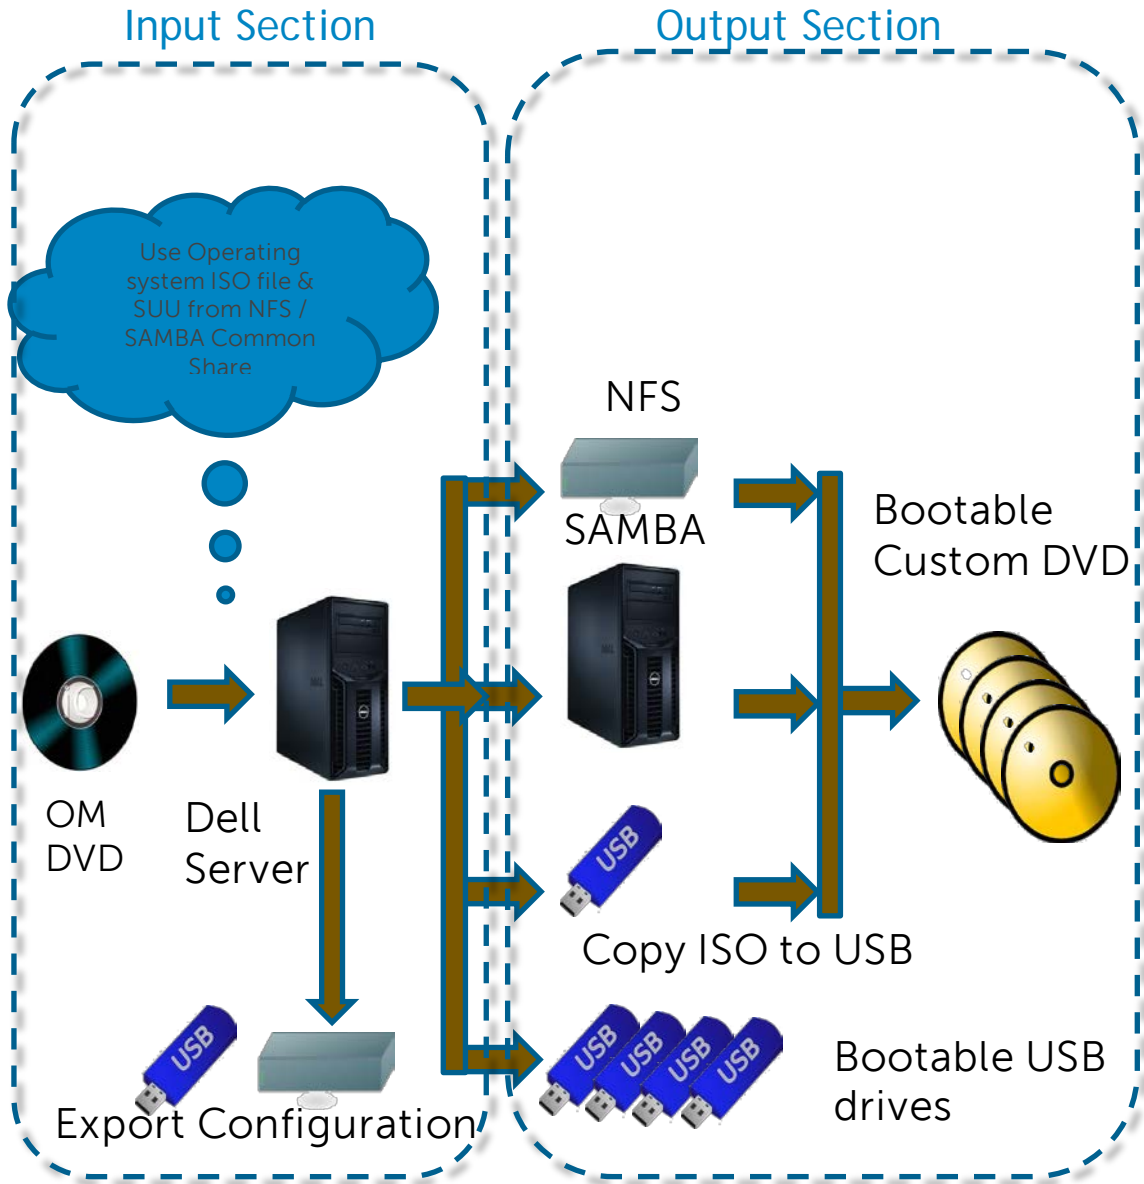 Input Section
Output Section
Use Operating
system ISO file &
SUU from NFS /
SAMBA Common
Share
NFS
SAMBA
Bootable
Custom DVD
OM
DVD
Dell
Server
USB
Copy ISO to USB
USB
Export Configuration
USB
USB
USB
USB
Bootable USB
drives